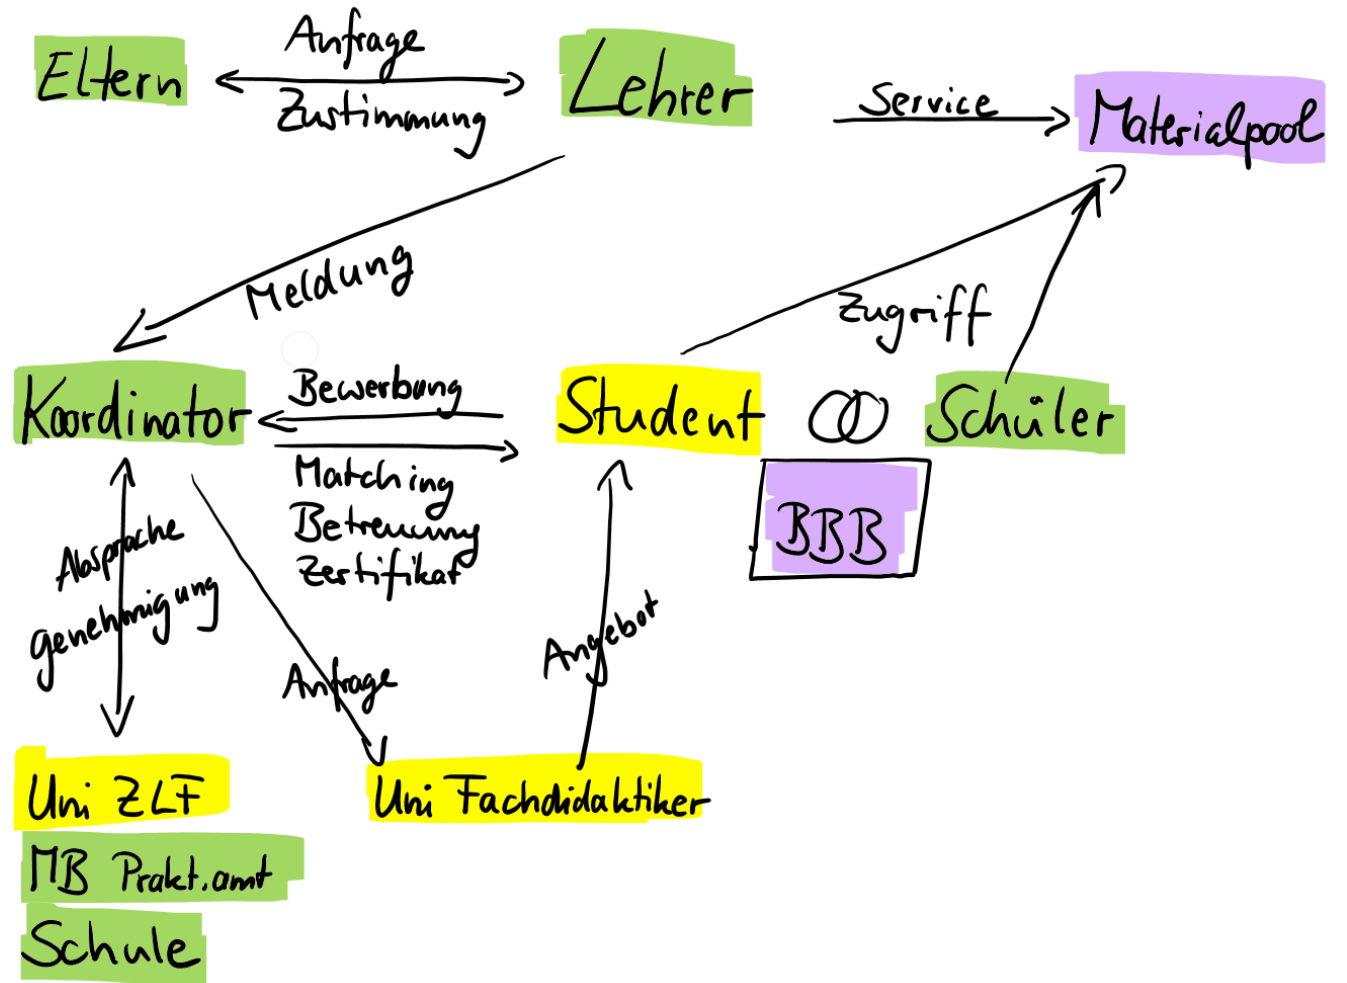 Eltern
Anfrage
Zustimmung
Lehrer
Service
Materialpool
Meldung
Zugriff
Koordinator
Bewerbung
Matching
Betreuung
Zertifikat
Student
Schüler
BBB
Absprache
genehmigung
Anfrage
Angebot
Uni ZLF
MB Prakt.amt
Schule
Uni Fachdidaktiker